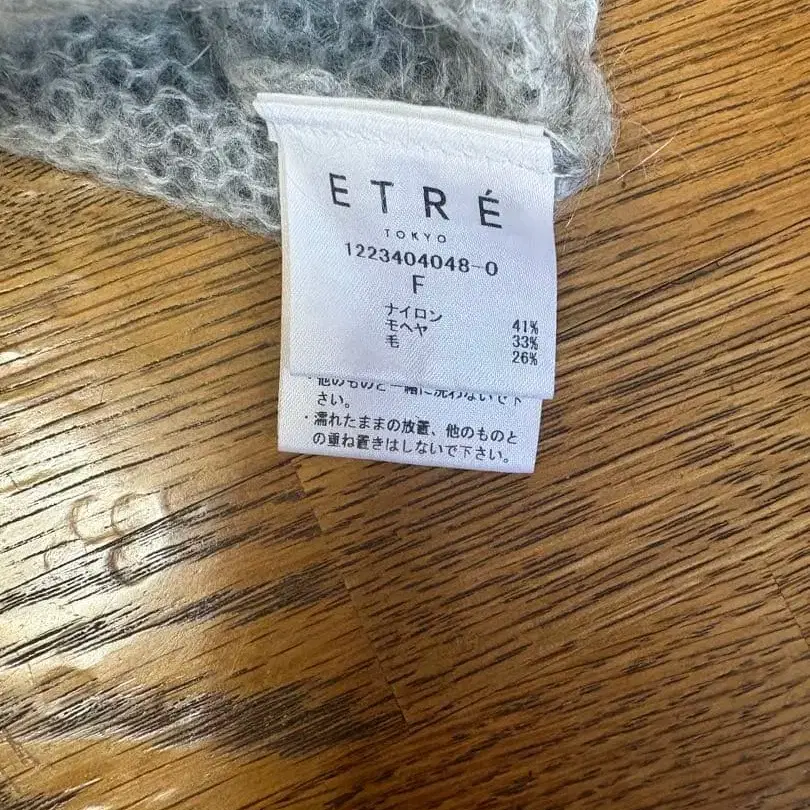 ETRÉ
TOKYO
1223404048-0
F
ナイロン 41%
モヘヤ 33%
毛 26%
・他のものと一緒に洗わないで下
さい。
・濡れたままの放置、他のものと
の重ね置きはしないで下さい。